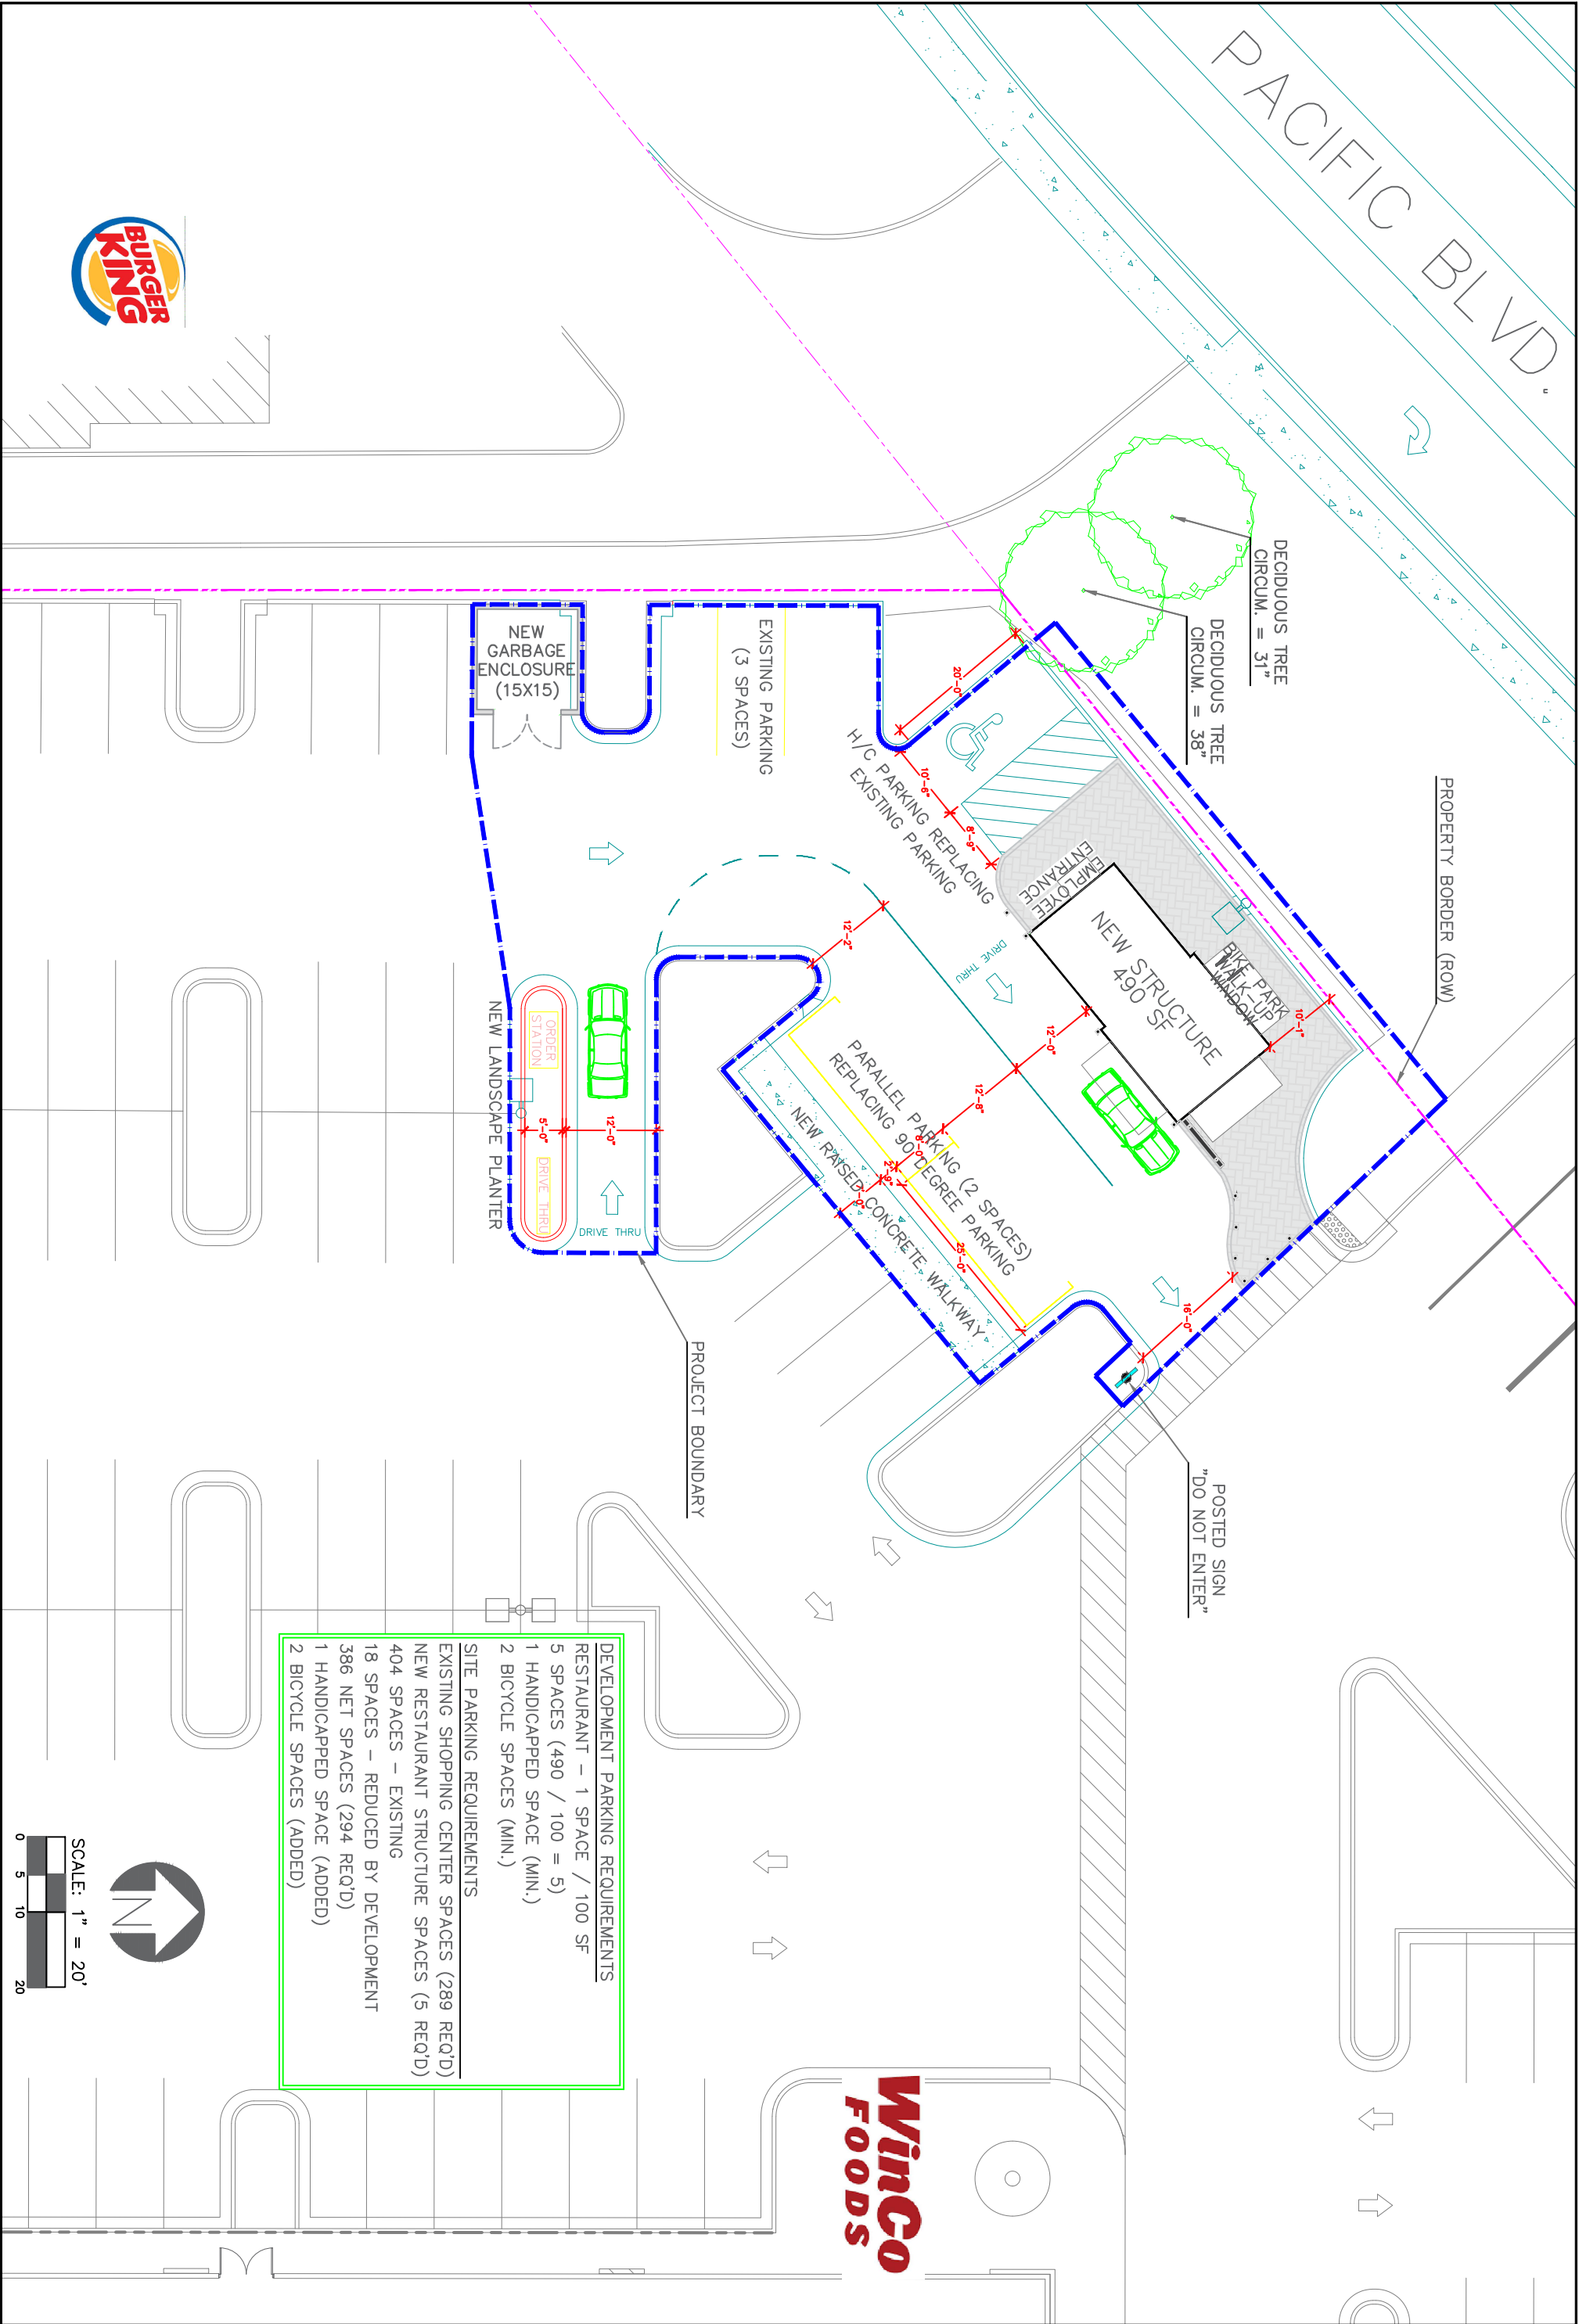 PACIFIC BLVD.
DECIDUOUS TREE
CIRCUM. = 31"
DECIDUOUS TREE
CIRCUM. = 38"
PROPERTY BORDER (ROW)
BURGER
KING
NEW
GARBAGE
ENCLOSURE
(15X15)
EXISTING PARKING
(3 SPACES)
20'-0"
10'-6"
8'-9"
H/C PARKING REPLACING
EXISTING PARKING
EMPLOYEE
ENTRANCE
NEW STRUCTURE
490 SF
BIKE PARK
WALK-UP
WINDOW
10'-1"
DRIVE THRU
12'-2"
12'-0"
12'-8"
8'-0"
2'-9"
7'-0"
25'-0"
16'-0"
PARALLEL PARKING (2 SPACES)
REPLACING 90 DEGREE PARKING
NEW RAISED CONCRETE WALKWAY
ORDER
STATION
DRIVE THRU
5'-0"
12'-0"
DRIVE THRU
NEW LANDSCAPE PLANTER
PROJECT BOUNDARY
POSTED SIGN
"DO NOT ENTER"
DEVELOPMENT PARKING REQUIREMENTS
RESTAURANT - 1 SPACE / 100 SF
5 SPACES (490 / 100 = 5)
1 HANDICAPPED SPACE (MIN.)
2 BICYCLE SPACES (MIN.)
SITE PARKING REQUIREMENTS
EXISTING SHOPPING CENTER SPACES (289 REQ'D)
NEW RESTAURANT STRUCTURE SPACES (5 REQ'D)
404 SPACES - EXISTING
18 SPACES - REDUCED BY DEVELOPMENT
386 NET SPACES (294 REQ'D)
1 HANDICAPPED SPACE (ADDED)
2 BICYCLE SPACES (ADDED)
WinCo
FOODS
N
SCALE: 1" = 20'
0 5 10 20